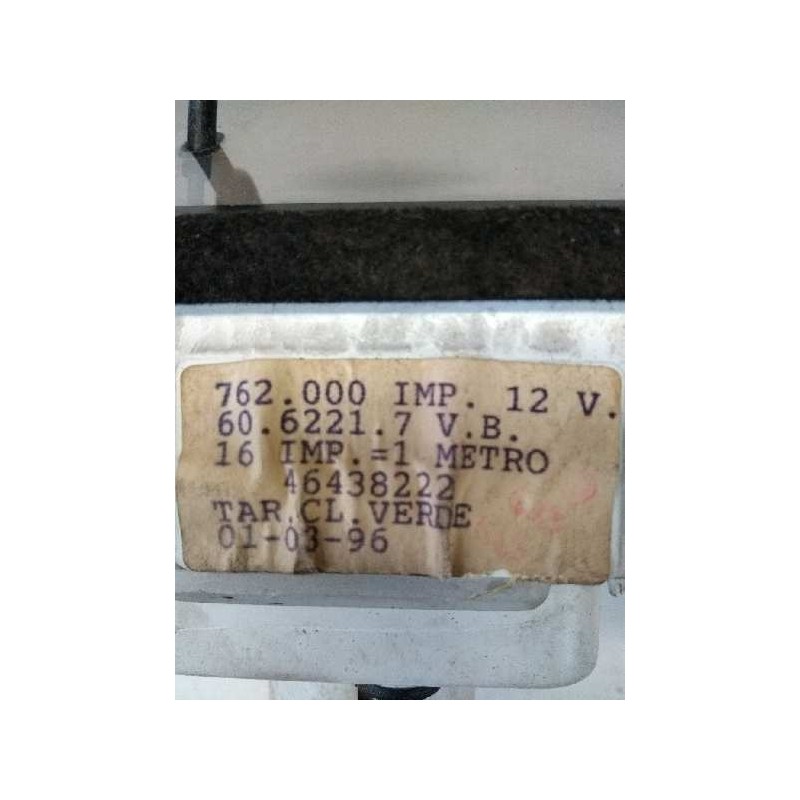 762.000 IMP. 12 V.
60.6221.7 V.B.
16 IMP.=1 METRO
46438222
TAR.CL.VERDE
01-03-96